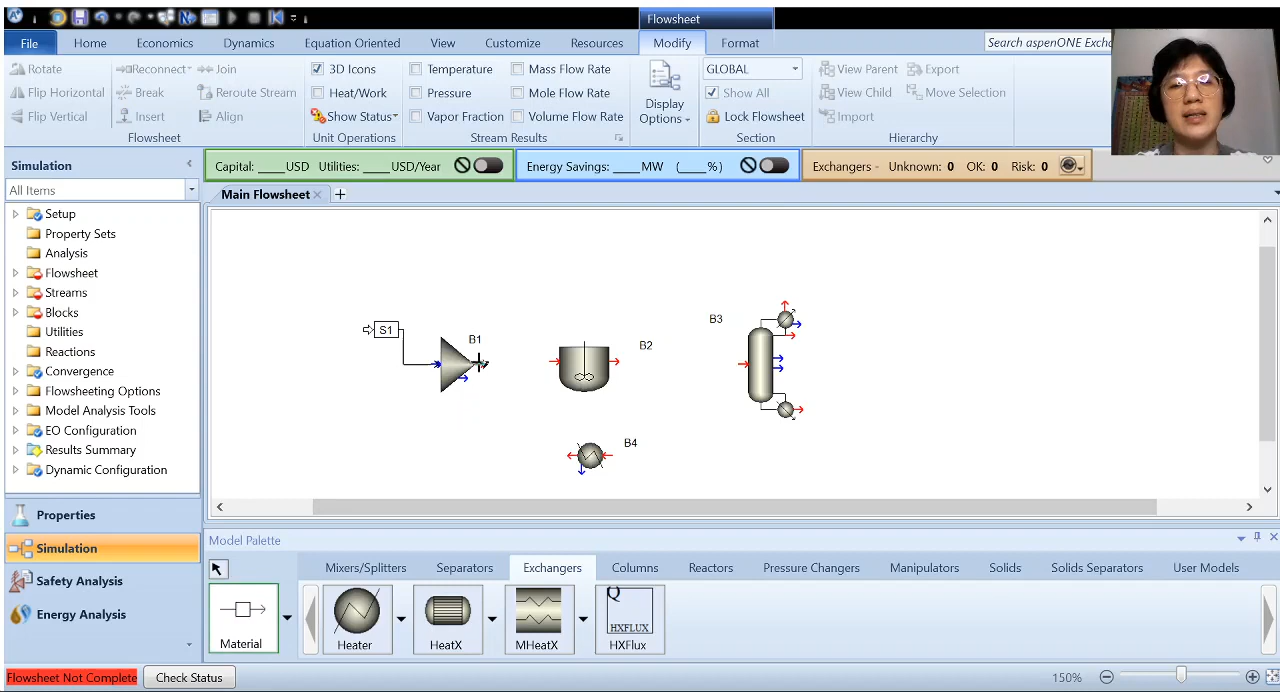 Flowsheet
File Home Economics Dynamics Equation Oriented View Customize Resources Modify Format Search aspenONE Excha
Rotate Reconnect Join 3D Icons Temperature Mass Flow Rate GLOBAL View Parent Export
Flip Horizontal Break Reroute Stream Heat/Work Pressure Mole Flow Rate Display Show All View Child Move Selection
Flip Vertical Insert Align Show Status Vapor Fraction Volume Flow Rate Options Lock Flowsheet Import
Flowsheet Unit Operations Stream Results Section Hierarchy
Simulation Capital: ____ USD Utilities: ____ USD/Year Energy Savings: ____ MW (____ %) Exchangers - Unknown: 0 OK: 0 Risk: 0
All Items Main Flowsheet
Setup
Property Sets
Analysis
Flowsheet
Streams
Blocks
Utilities
Reactions
Convergence
Flowsheeting Options
Model Analysis Tools
EO Configuration
Results Summary
Dynamic Configuration
Properties
Simulation
Safety Analysis
Energy Analysis
S1
B1
B2
B3
B4
Model Palette
Mixers/Splitters Separators Exchangers Columns Reactors Pressure Changers Manipulators Solids Solids Separators User Models
Q
HXFLUX
Material Heater HeatX MHeatX HXFlux
Flowsheet Not Complete Check Status 150%